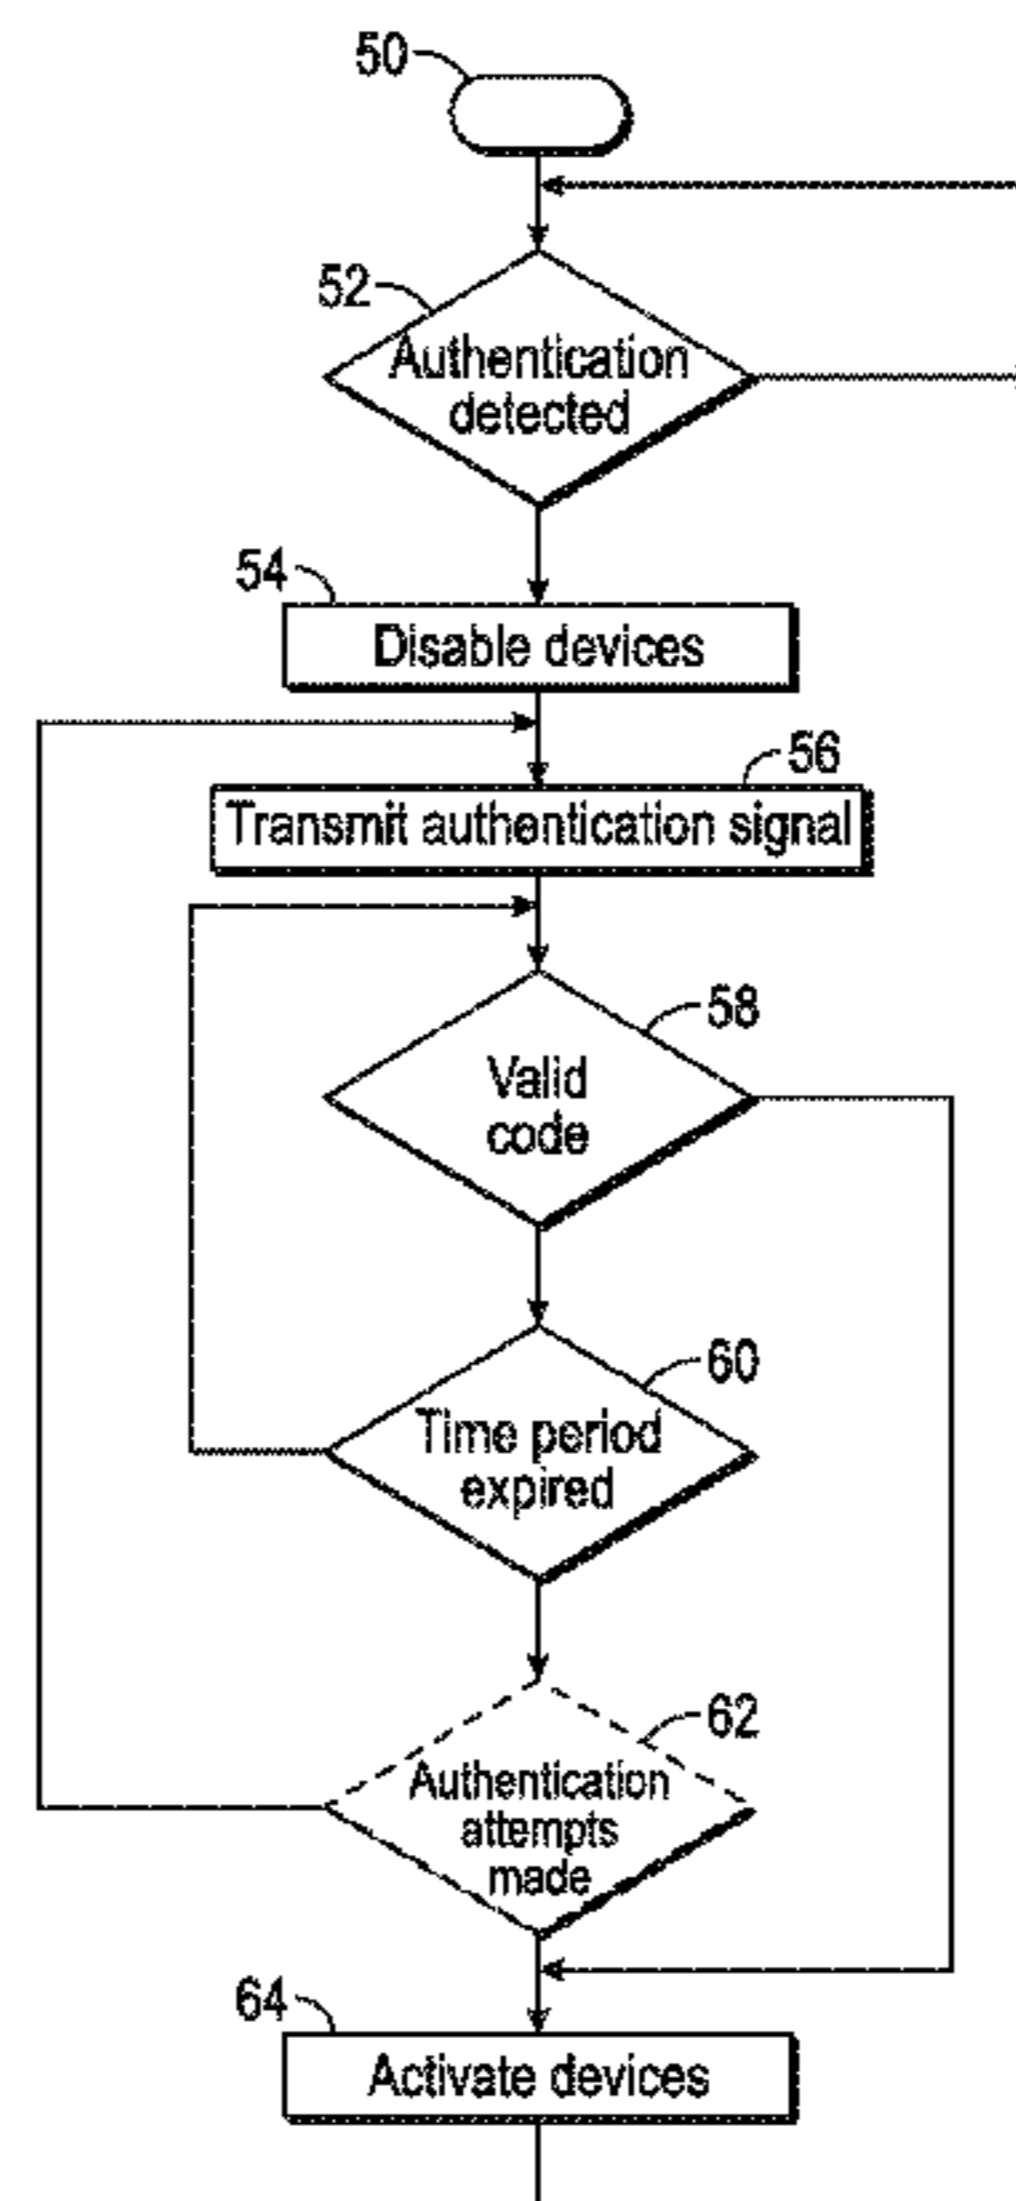 50
52
Authentication
detected
54
Disable devices
56
Transmit authentication signal
58
Valid
code
60
Time period
expired
62
Authentication
attempts
made
64
Activate devices